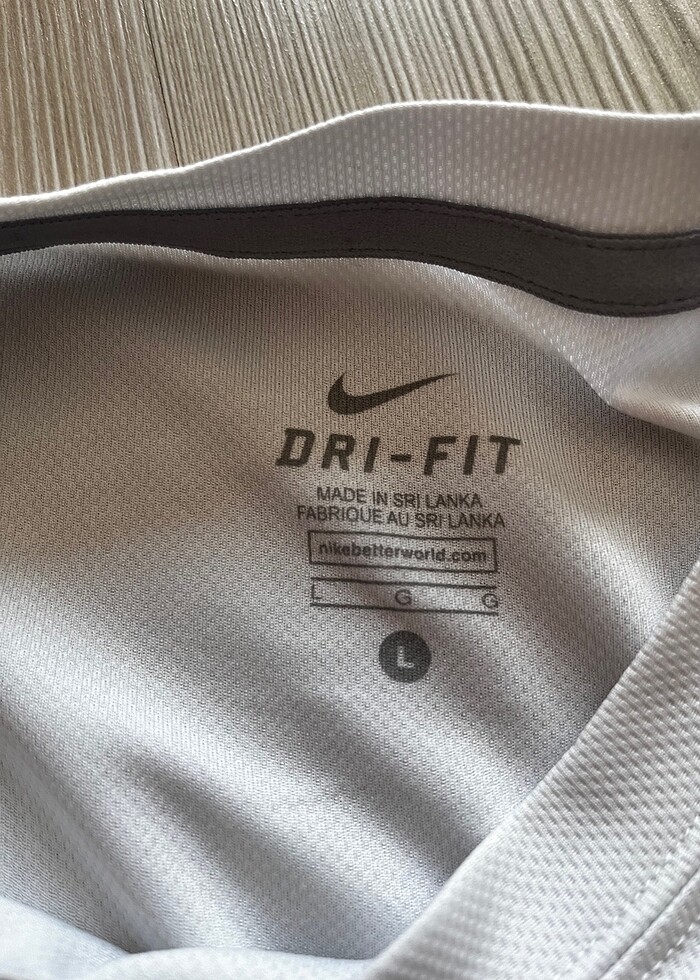 DRI-FIT
MADE IN SRI LANKA
FABRIQUE AU SRI LANKA
nikebetterworld.com
L G G
L